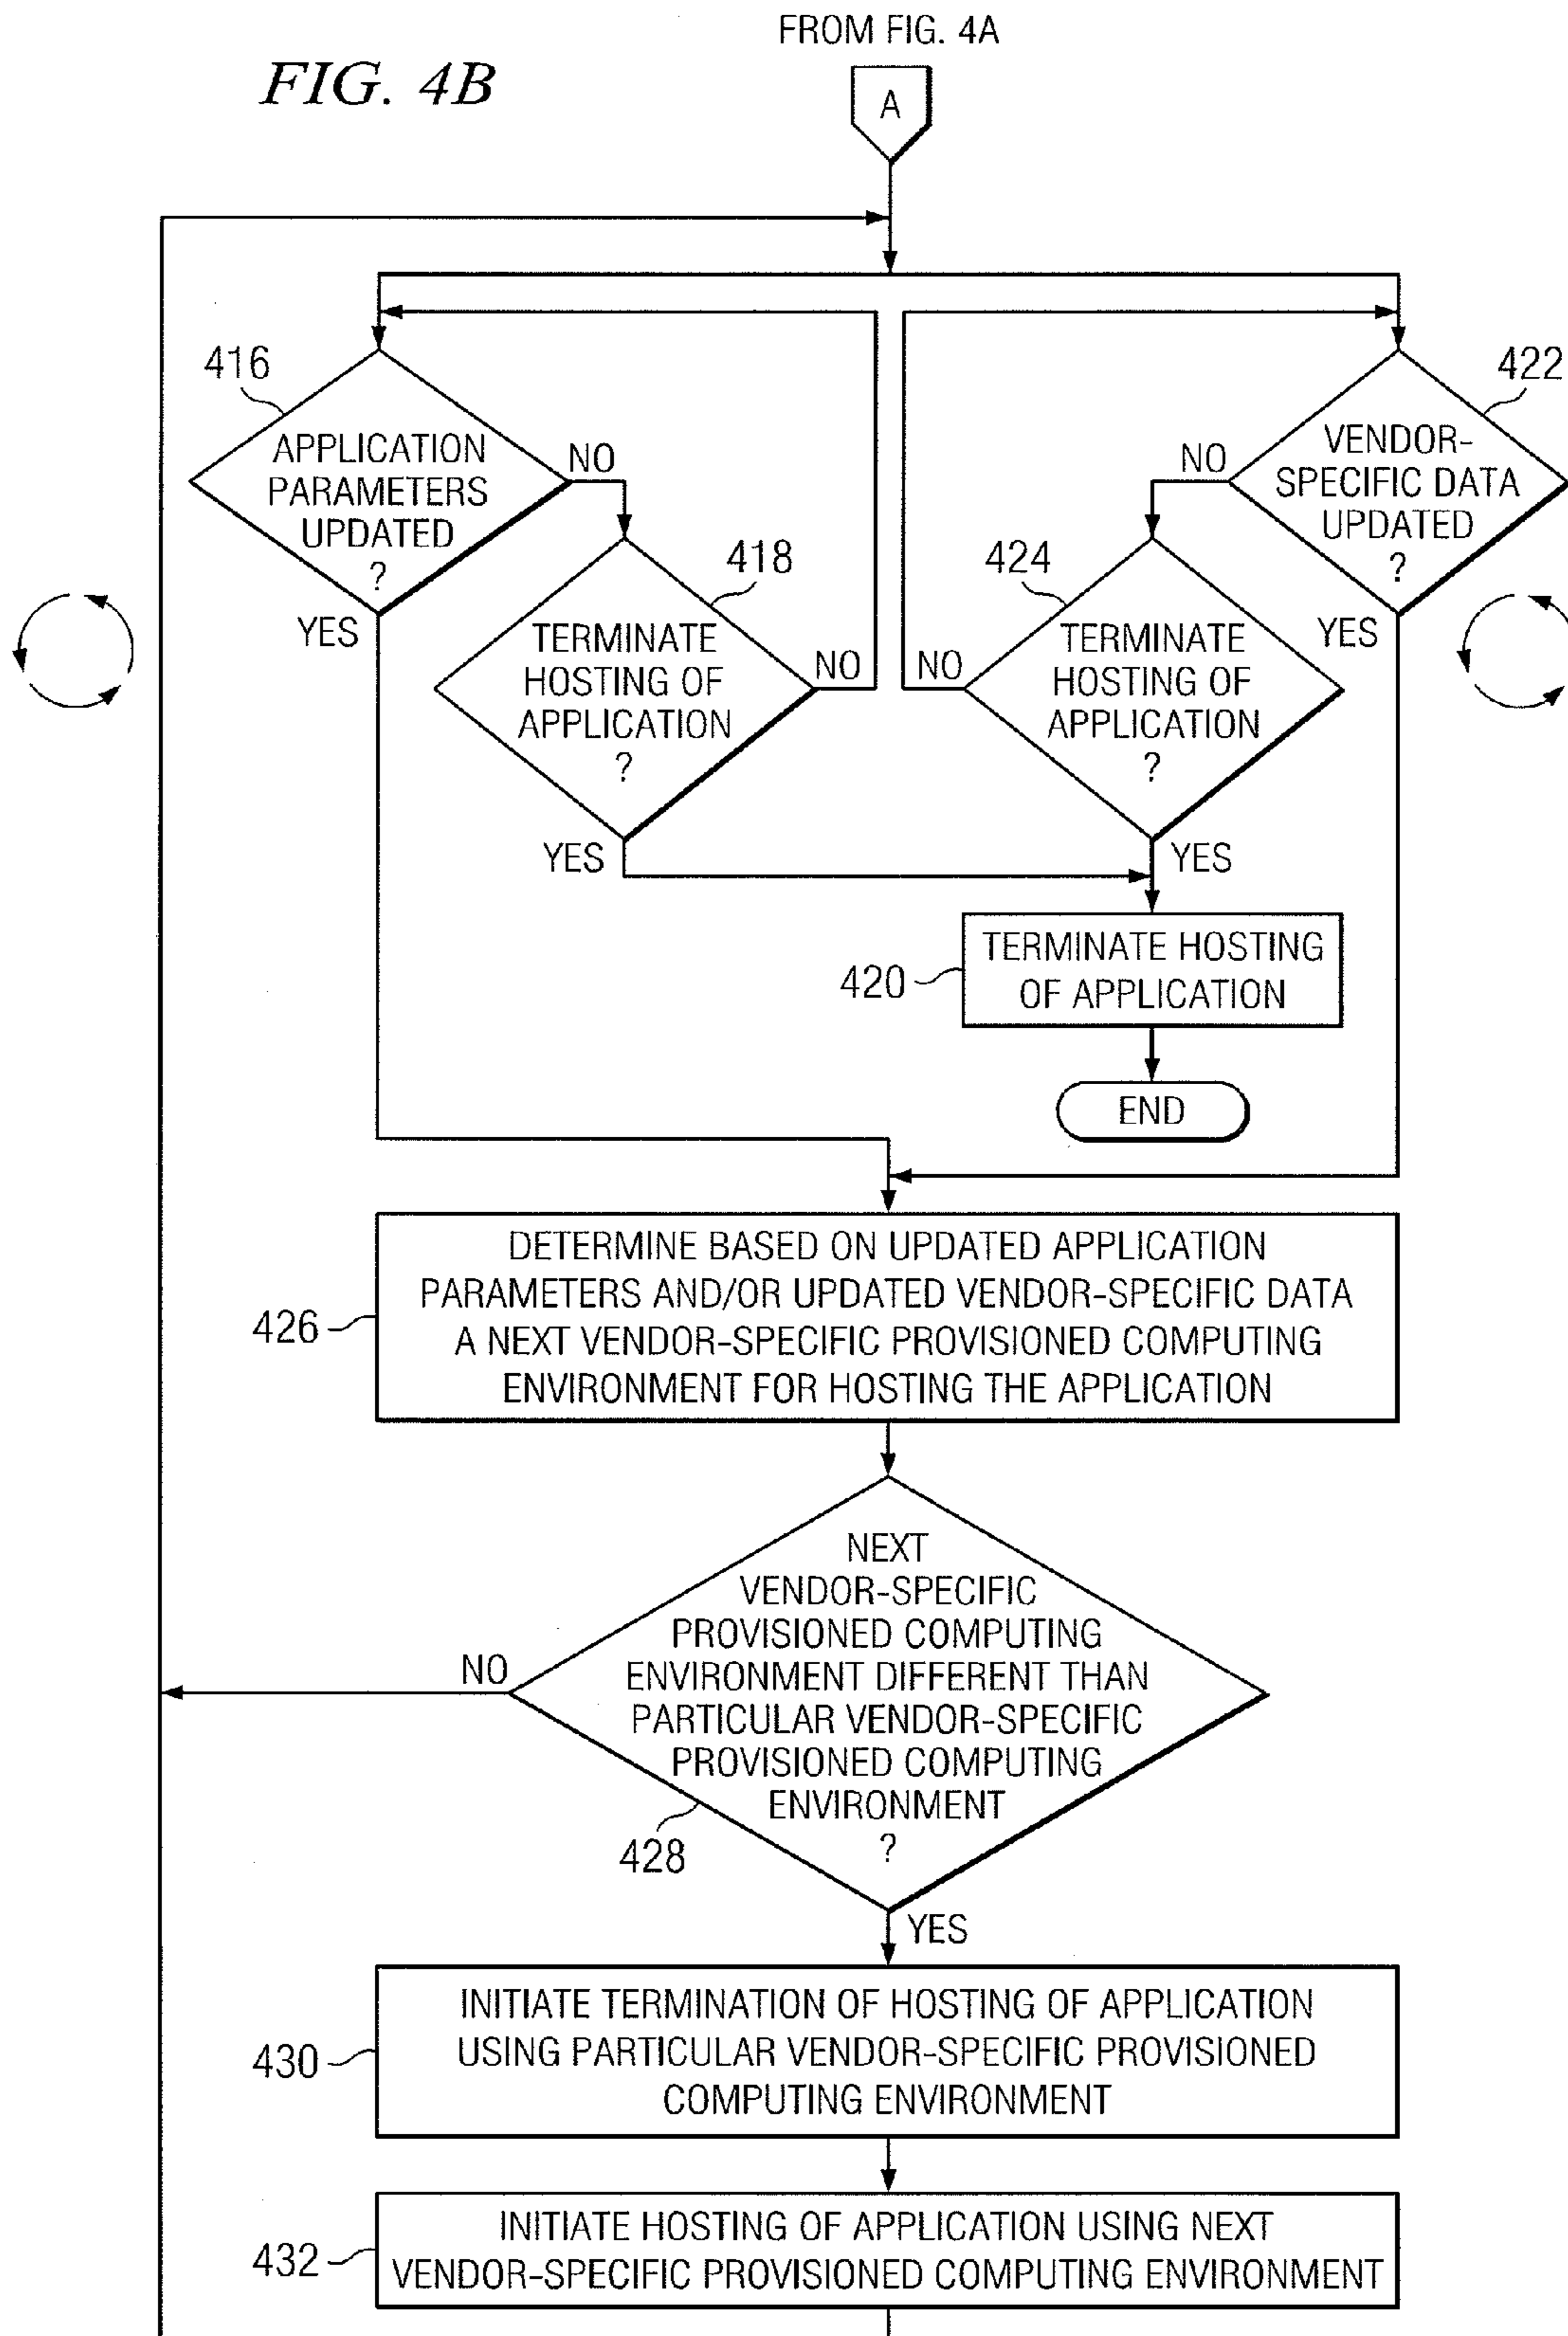 FROM FIG. 4A
FIG. 4B
A
416
APPLICATION
PARAMETERS
UPDATED
?
NO
YES
422
VENDOR-
SPECIFIC DATA
UPDATED
?
NO
YES
418
TERMINATE
HOSTING OF
APPLICATION
?
NO
YES
424
TERMINATE
HOSTING OF
APPLICATION
?
NO
YES
420
TERMINATE HOSTING
OF APPLICATION
END
426
DETERMINE BASED ON UPDATED APPLICATION
PARAMETERS AND/OR UPDATED VENDOR-SPECIFIC DATA
A NEXT VENDOR-SPECIFIC PROVISIONED COMPUTING
ENVIRONMENT FOR HOSTING THE APPLICATION
NEXT
VENDOR-SPECIFIC
PROVISIONED COMPUTING
ENVIRONMENT DIFFERENT THAN
PARTICULAR VENDOR-SPECIFIC
PROVISIONED COMPUTING
ENVIRONMENT
?
NO
428
YES
430
INITIATE TERMINATION OF HOSTING OF APPLICATION
USING PARTICULAR VENDOR-SPECIFIC PROVISIONED
COMPUTING ENVIRONMENT
432
INITIATE HOSTING OF APPLICATION USING NEXT
VENDOR-SPECIFIC PROVISIONED COMPUTING ENVIRONMENT